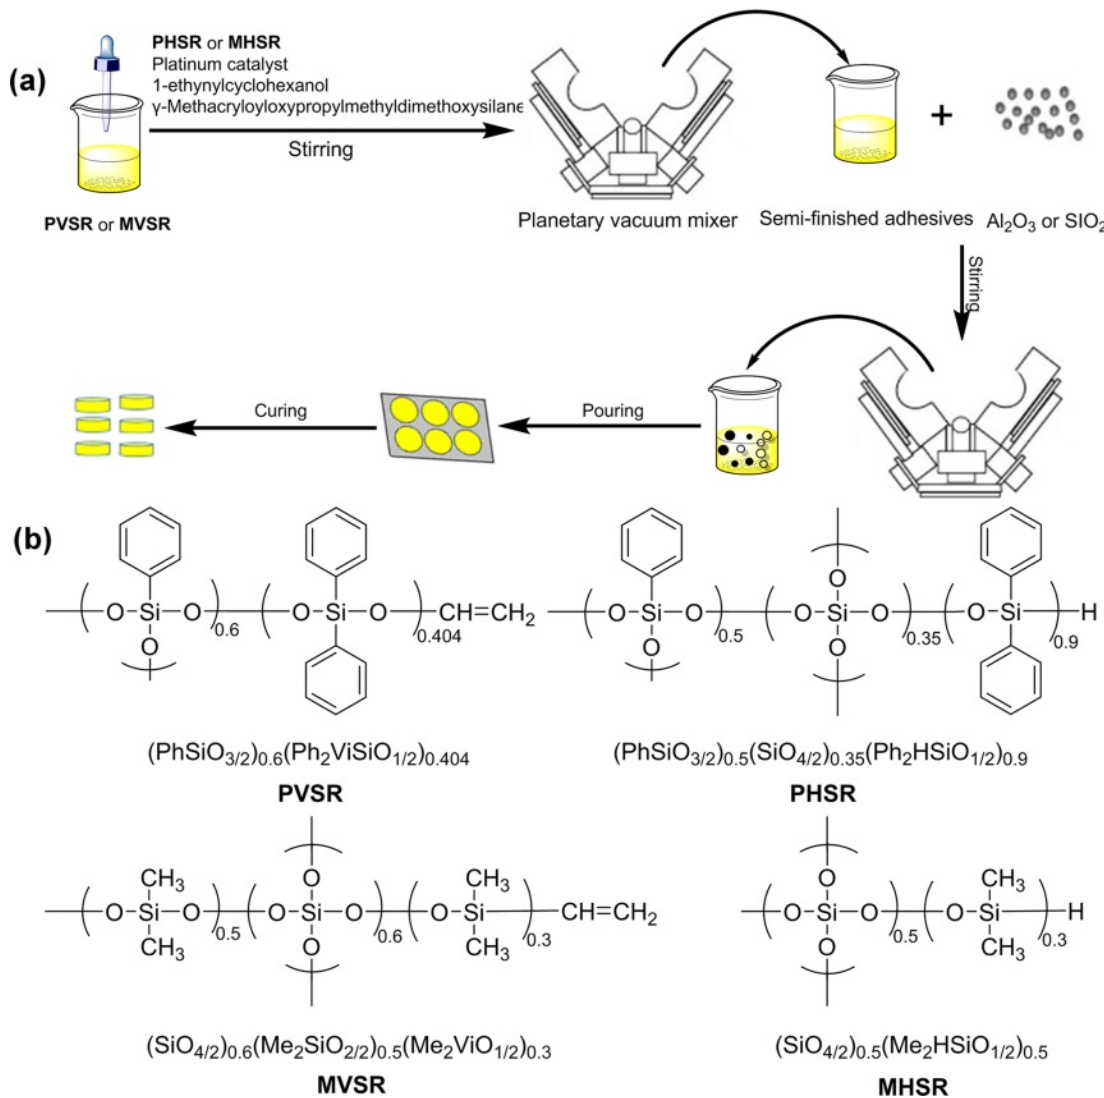 (a)
PHSR or MHSR
Platinum catalyst
1-ethynylcyclohexanol
γ-Methacryloyloxypropylmethyldimethoxysilane
Stirring
PVSR or MVSR
Planetary vacuum mixer
Semi-finished adhesives
+
Al₂O₃ or SIO₂
Stirring
Pouring
Curing
(b)
( O Si O )0.6 ( O Si O )0.404 CH=CH₂
O
( O Si O )0.5 ( O Si O )0.35 ( O Si )0.9 H
O
O
O
(PhSiO3/2)0.6(Ph₂ViSiO1/2)0.404
PVSR
(PhSiO3/2)0.5(SiO4/2)0.35(Ph₂HSiO1/2)0.9
PHSR
CH₃ O CH₃
( O Si O )0.5 ( O Si O )0.6 ( O Si )0.3 CH=CH₂
CH₃ O CH₃
(SiO4/2)0.6(Me₂SiO2/2)0.5(Me₂ViO1/2)0.3
MVSR
O CH₃
( O Si O )0.5 ( O Si )0.3 H
O CH₃
(SiO4/2)0.5(Me₂HSiO1/2)0.5
MHSR